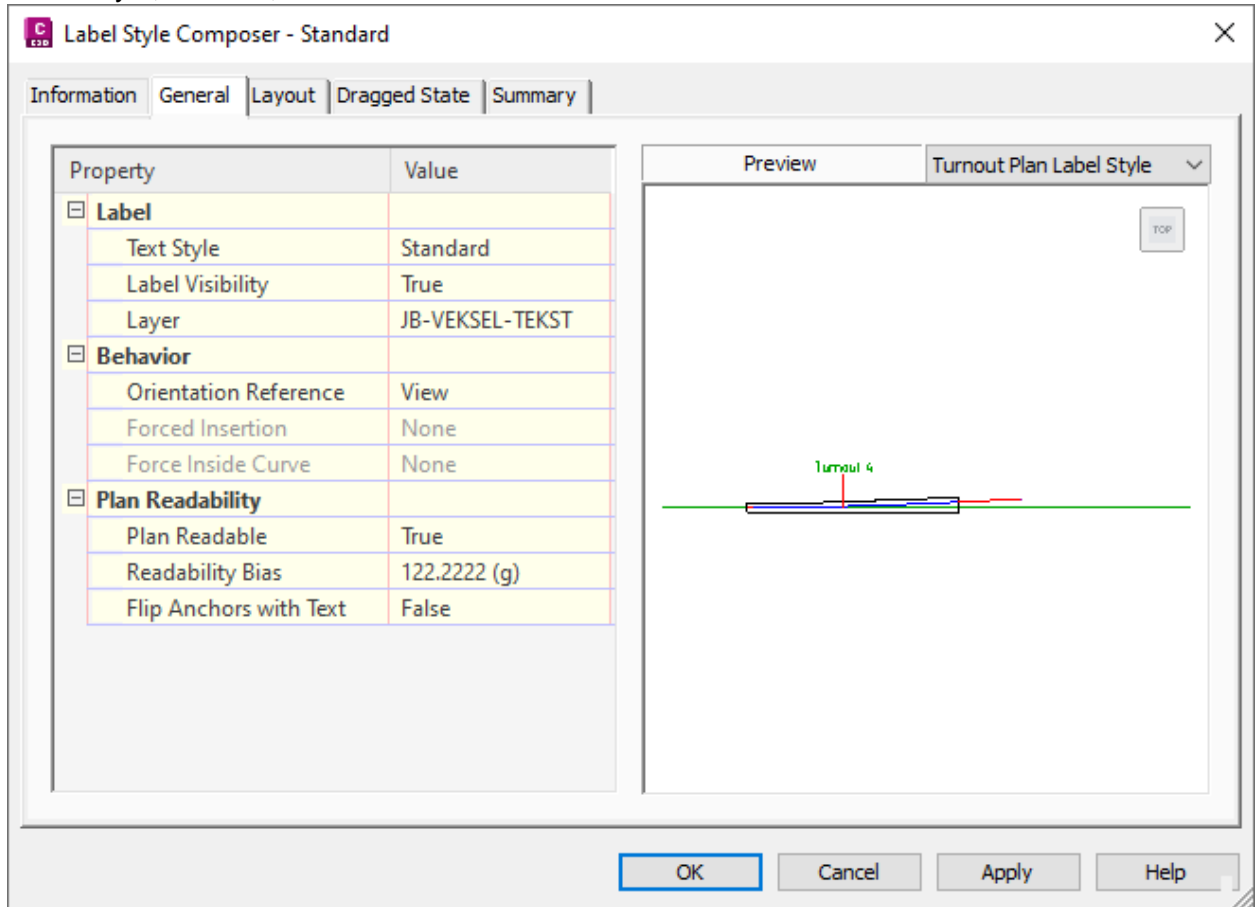 Label Style Composer - Standard
Information General Layout Dragged State Summary
Property Value
Label
Text Style Standard
Label Visibility True
Layer JB-VEKSEL-TEKST
Behavior
Orientation Reference View
Forced Insertion None
Force Inside Curve None
Plan Readability
Plan Readable True
Readability Bias 122.2222 (g)
Flip Anchors with Text False
Preview Turnout Plan Label Style
TOP
Turnout 4
OK Cancel Apply Help